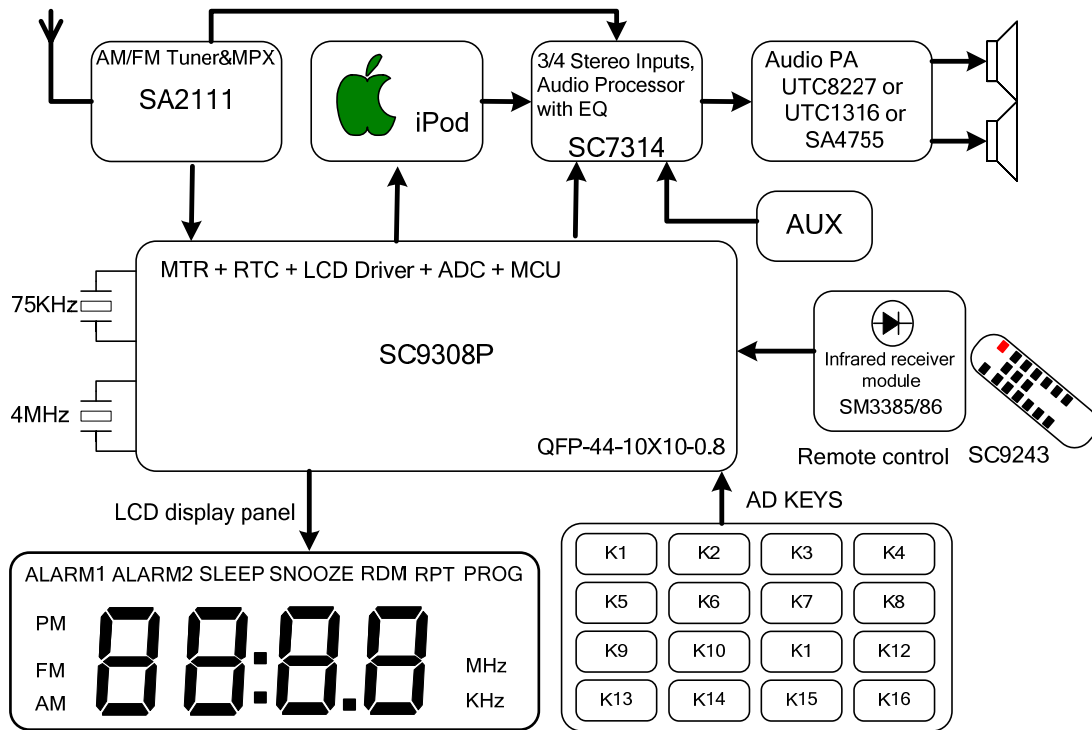 AM/FM Tuner&MPX
SA2111
iPod
3/4 Stereo Inputs,
Audio Processor
with EQ
SC7314
Audio PA
UTC8227 or
UTC1316 or
SA4755
AUX
MTR + RTC + LCD Driver + ADC + MCU
75KHz
SC9308P
4MHz
QFP-44-10X10-0.8
Infrared receiver
module
SM3385/86
Remote control SC9243
LCD display panel
AD KEYS
ALARM1 ALARM2 SLEEP SNOOZE RDM RPT PROG
PM
FM
AM
88:8.8
MHz
KHz
K1 K2 K3 K4
K5 K6 K7 K8
K9 K10 K1 K12
K13 K14 K15 K16